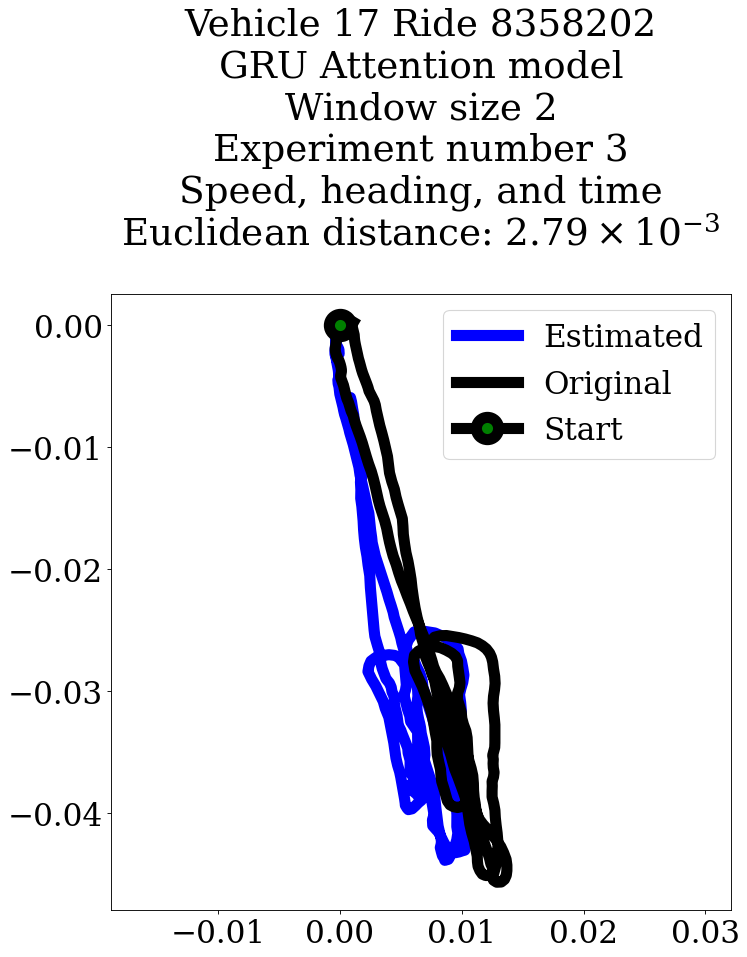 Vehicle 17 Ride 8358202
GRU Attention model
Window size 2
Experiment number 3
Speed, heading, and time
Euclidean distance: 2.79 × 10⁻³
Estimated
Original
Start
0.00
−0.01
−0.02
−0.03
−0.04
−0.01 0.00 0.01 0.02 0.03